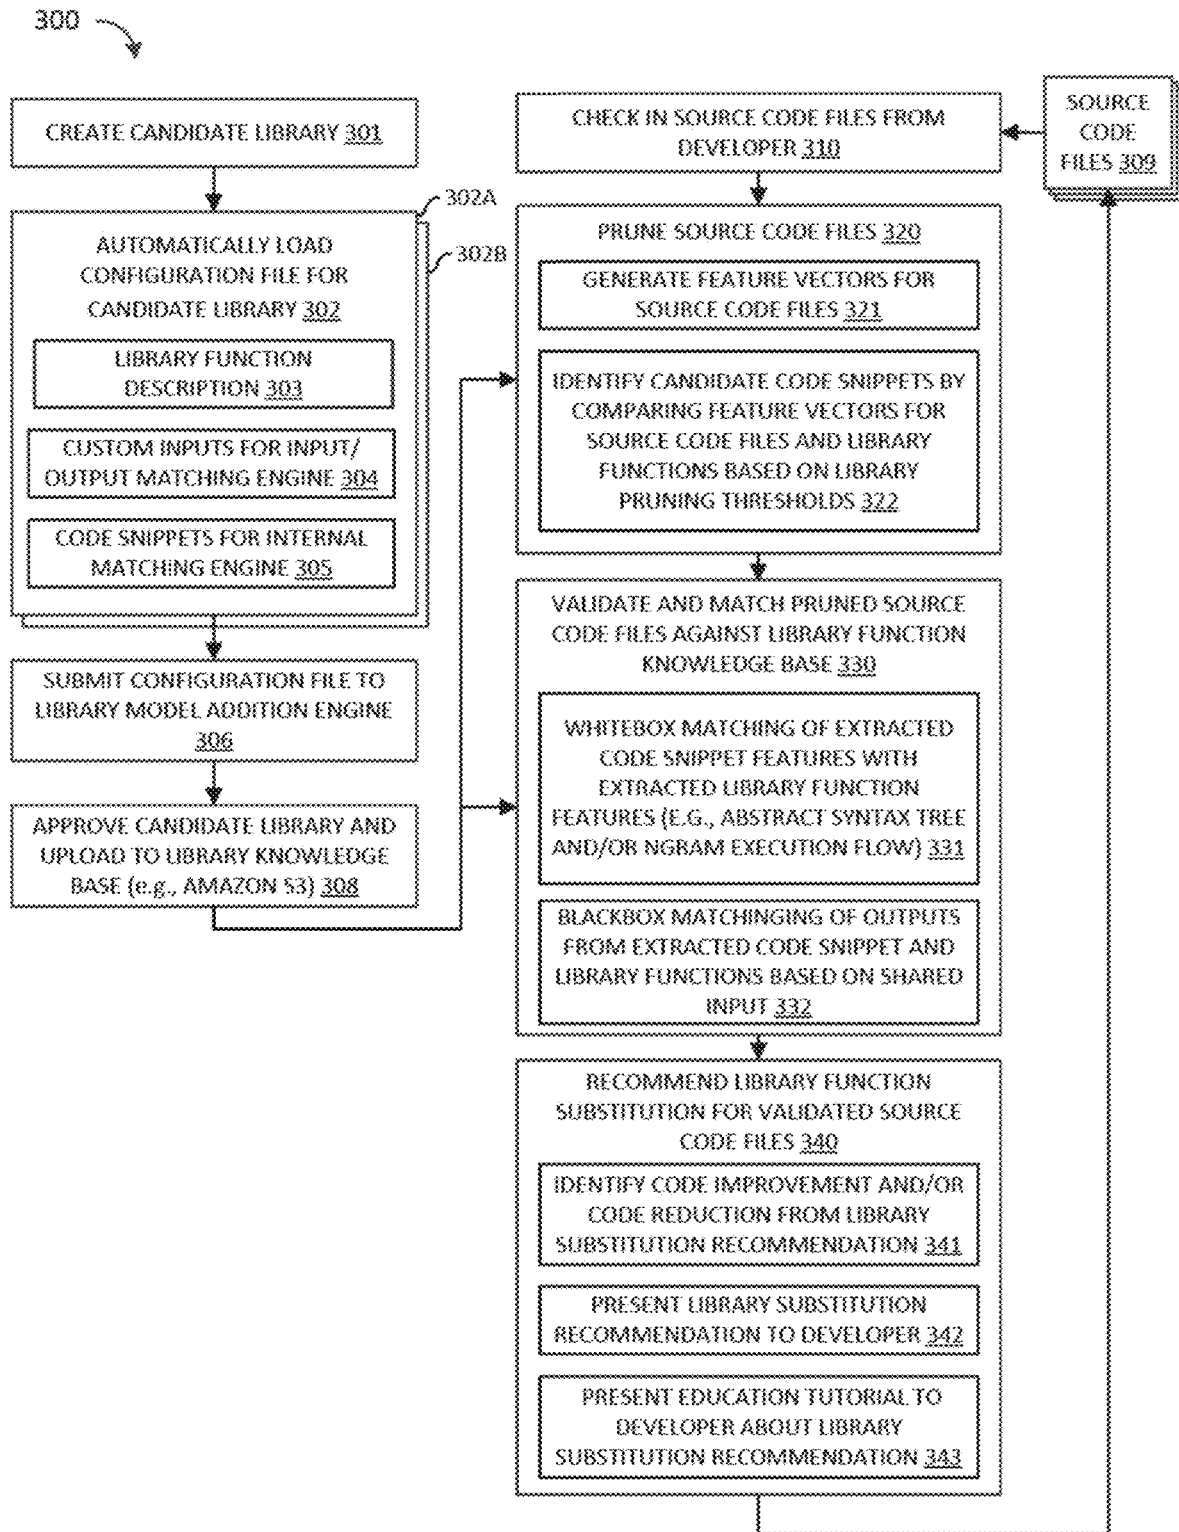 300
CREATE CANDIDATE LIBRARY 301
302A
302B
AUTOMATICALLY LOAD
CONFIGURATION FILE FOR
CANDIDATE LIBRARY 302
LIBRARY FUNCTION
DESCRIPTION 303
CUSTOM INPUTS FOR INPUT/
OUTPUT MATCHING ENGINE 304
CODE SNIPPETS FOR INTERNAL
MATCHING ENGINE 305
SUBMIT CONFIGURATION FILE TO
LIBRARY MODEL ADDITION ENGINE
306
APPROVE CANDIDATE LIBRARY AND
UPLOAD TO LIBRARY KNOWLEDGE
BASE (e.g., AMAZON S3) 308
SOURCE
CODE
FILES 309
CHECK IN SOURCE CODE FILES FROM
DEVELOPER 310
PRUNE SOURCE CODE FILES 320
GENERATE FEATURE VECTORS FOR
SOURCE CODE FILES 321
IDENTIFY CANDIDATE CODE SNIPPETS BY
COMPARING FEATURE VECTORS FOR
SOURCE CODE FILES AND LIBRARY
FUNCTIONS BASED ON LIBRARY
PRUNING THRESHOLDS 322
VALIDATE AND MATCH PRUNED SOURCE
CODE FILES AGAINST LIBRARY FUNCTION
KNOWLEDGE BASE 330
WHITEBOX MATCHING OF EXTRACTED
CODE SNIPPET FEATURES WITH
EXTRACTED LIBRARY FUNCTION
FEATURES (E.G., ABSTRACT SYNTAX TREE
AND/OR NGRAM EXECUTION FLOW) 331
BLACKBOX MATCHINGING OF OUTPUTS
FROM EXTRACTED CODE SNIPPET AND
LIBRARY FUNCTIONS BASED ON SHARED
INPUT 332
RECOMMEND LIBRARY FUNCTION
SUBSTITUTION FOR VALIDATED SOURCE
CODE FILES 340
IDENTIFY CODE IMPROVEMENT AND/OR
CODE REDUCTION FROM LIBRARY
SUBSTITUTION RECOMMENDATION 341
PRESENT LIBRARY SUBSTITUTION
RECOMMENDATION TO DEVELOPER 342
PRESENT EDUCATION TUTORIAL TO
DEVELOPER ABOUT LIBRARY
SUBSTITUTION RECOMMENDATION 343